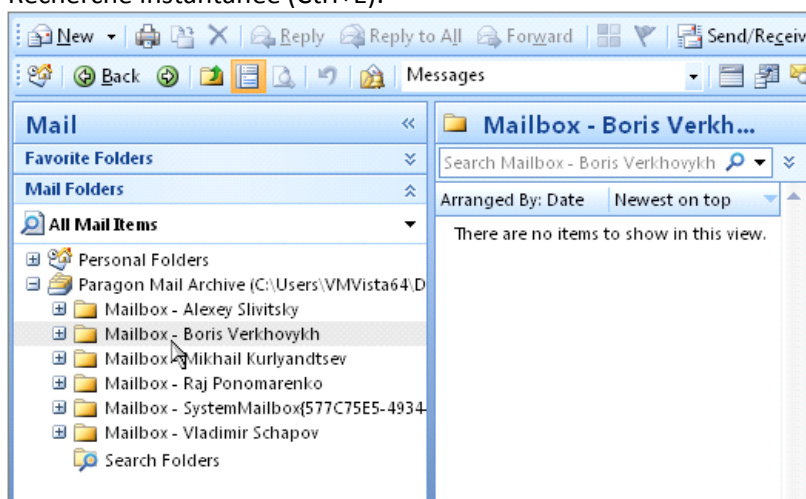 Recherche instantanée (Ctrl+E).
New Reply Reply to All Forward Send/Receiv
Back Messages
Mail «
Favorite Folders
Mail Folders
All Mail Items
Personal Folders
Paragon Mail Archive (C:\Users\VMVista64\D
Mailbox - Alexey Slivitsky
Mailbox - Boris Verkhovykh
Mailbox - Mikhail Kurlyandtsev
Mailbox - Raj Ponomarenko
Mailbox - SystemMailbox{577C75E5-4934-
Mailbox - Vladimir Schapov
Search Folders
Mailbox - Boris Verkh...
Search Mailbox - Boris Verkhovykh
Arranged By: Date Newest on top
There are no items to show in this view.